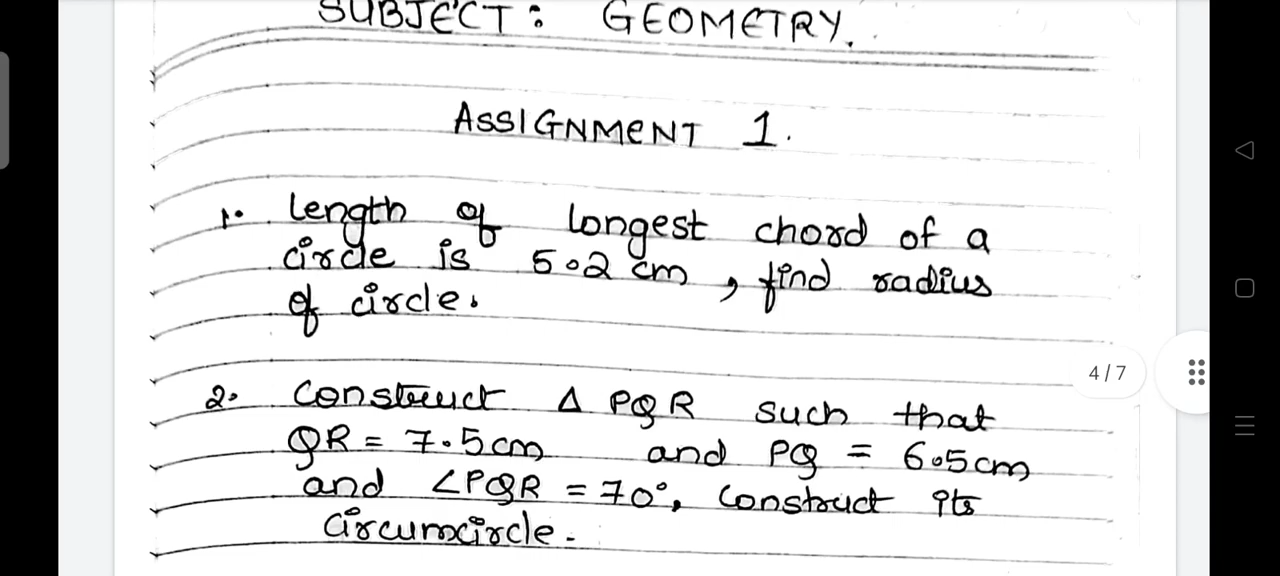 SUBJECT: GEOMETRY.
ASSIGNMENT 1.
1. Length of longest chord of a
circle is 5.2 cm, find radius
of circle.
4/7
2. Construct Δ PQR such that
QR = 7.5cm and PQ = 6.5cm
and ∠PQR = 70°, construct its
circumcircle.